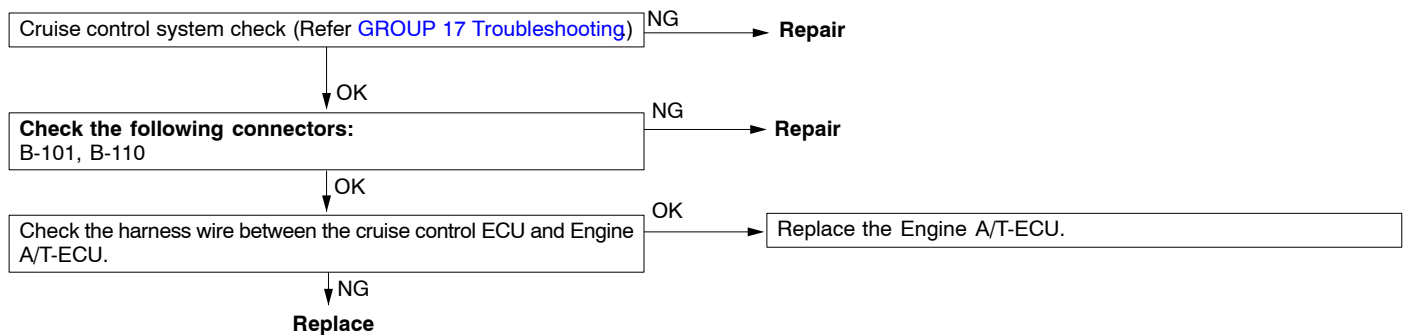 Cruise control system check (Refer GROUP 17 Troubleshooting.)
NG
Repair
OK
Check the following connectors:
B-101, B-110
NG
Repair
OK
Check the harness wire between the cruise control ECU and Engine
A/T-ECU.
OK
Replace the Engine A/T-ECU.
NG
Replace